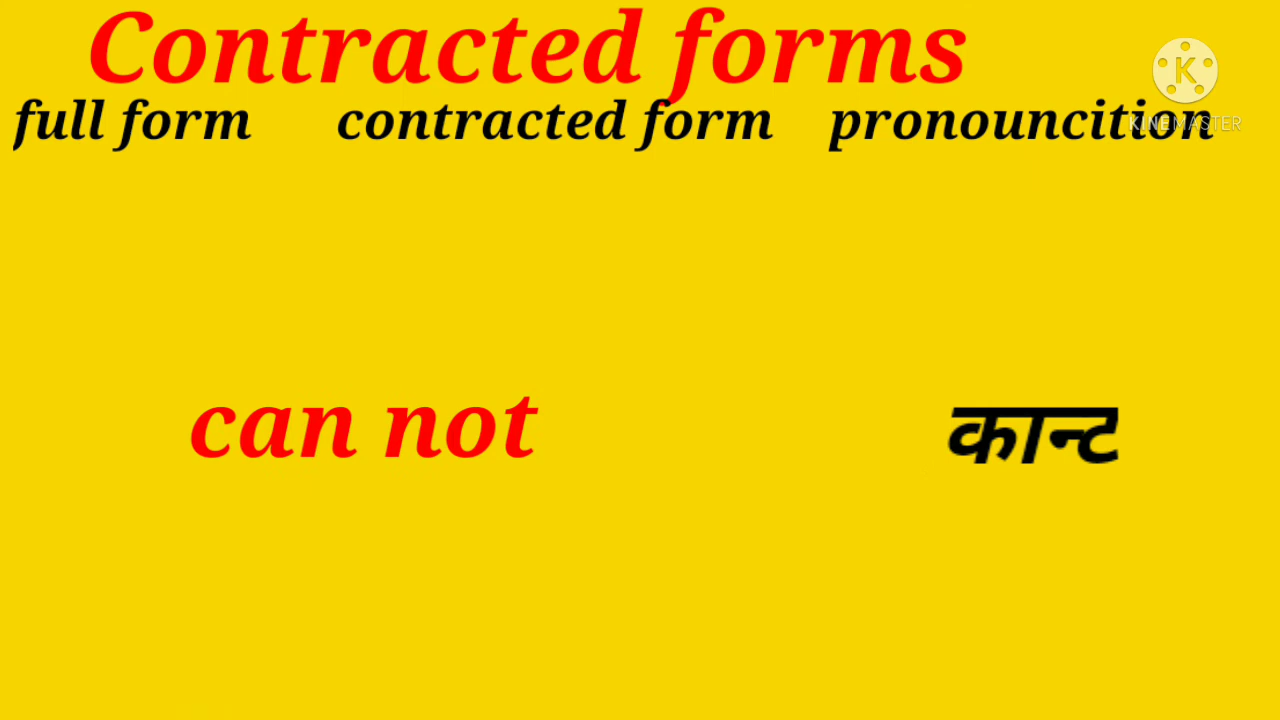 Contracted forms
K
full form contracted form pronouncition
KINEMASTER
can not कान्ट